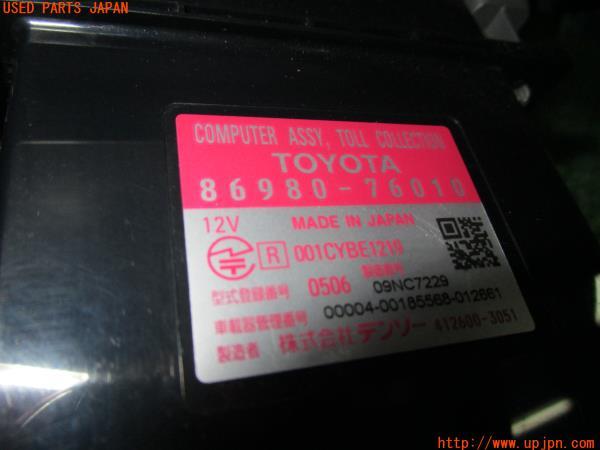 USED PARTS JAPAN
COMPUTER ASSY, TOLL COLLECTION
TOYOTA
86980-76010
12V MADE IN JAPAN
R 001CYBE1219
型式登録番号 0506 製造番号 09NC7229
車載器管理番号 00004-00185568-012661
製造者 株式会社デンソー 412600-3051
http://www.upjpn.com